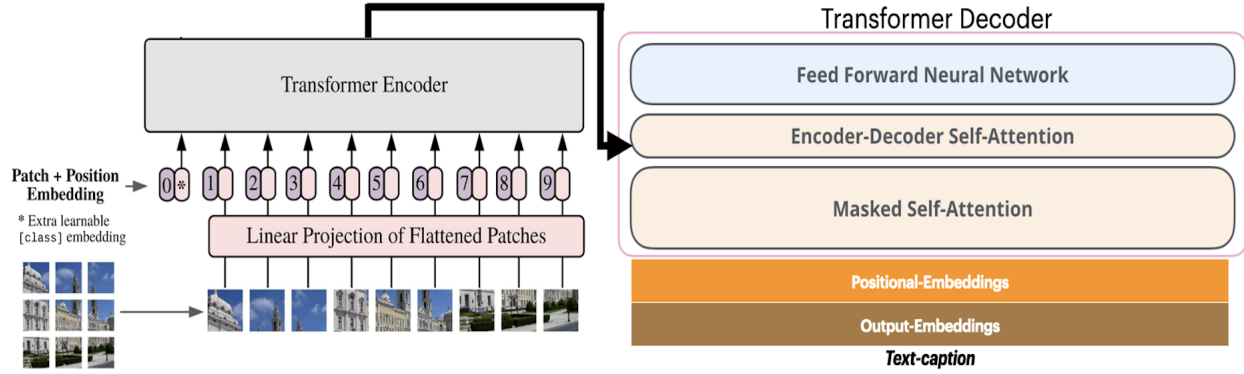 Transformer Encoder
Patch + Position
Embedding
0 * 1 2 3 4 5 6 7 8 9
* Extra learnable
[class] embedding
Linear Projection of Flattened Patches
Transformer Decoder
Feed Forward Neural Network
Encoder-Decoder Self-Attention
Masked Self-Attention
Positional-Embeddings
Output-Embeddings
Text-caption